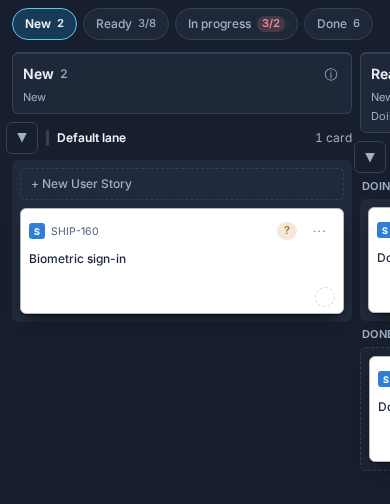 New 2 Ready 3/8 In progress 3/2 Done 6
New 2
New
▼ Default lane 1 card
+ New User Story
S SHIP-160 ? ...
Biometric sign-in
Rea
New
Doi
▼
DOIN
S
Do
DONE
S
Do